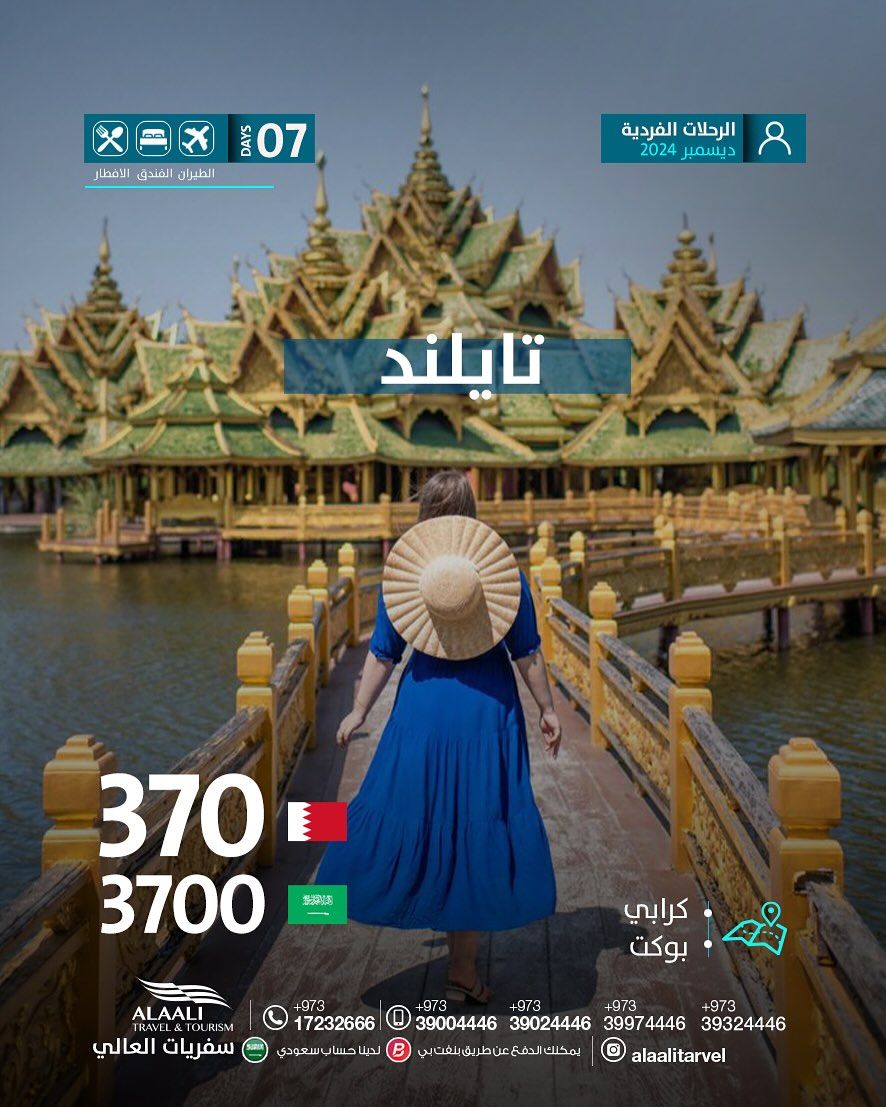 الرحلات الفردية
ديسمبر 2024
07 DAYS
الطيران الفندق الافطار
تايلند
370
3700
كرابي
بوكت
ALAALI
TRAVEL & TOURISM
سفريات العالي
+973 17232666
+973 39004446
+973 39024446
+973 39974446
+973 39324446
لدينا حساب سعودي
يمكنك الدفع عن طريق بنفت بي
alaalitarvel